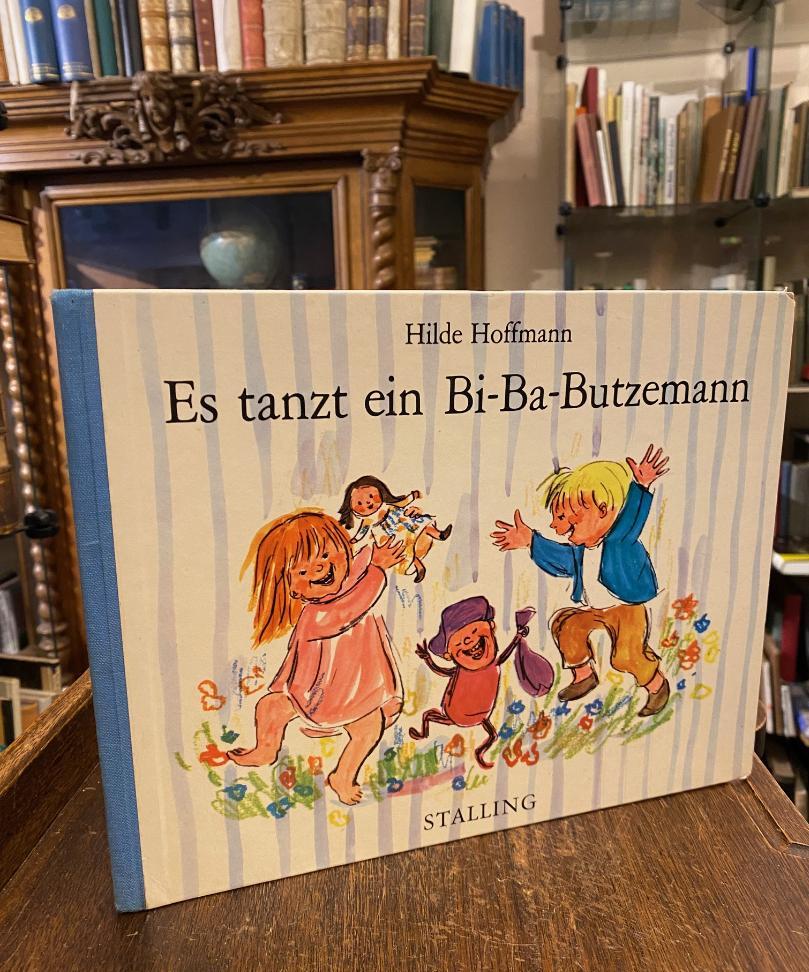 Hilde Hoffmann
Es tanzt ein Bi-Ba-Butzemann
STALLING